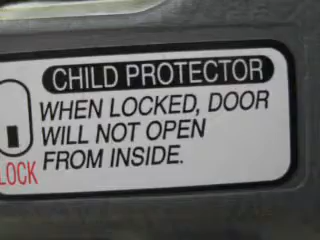 CHILD PROTECTOR
WHEN LOCKED, DOOR
WILL NOT OPEN
FROM INSIDE.
LOCK